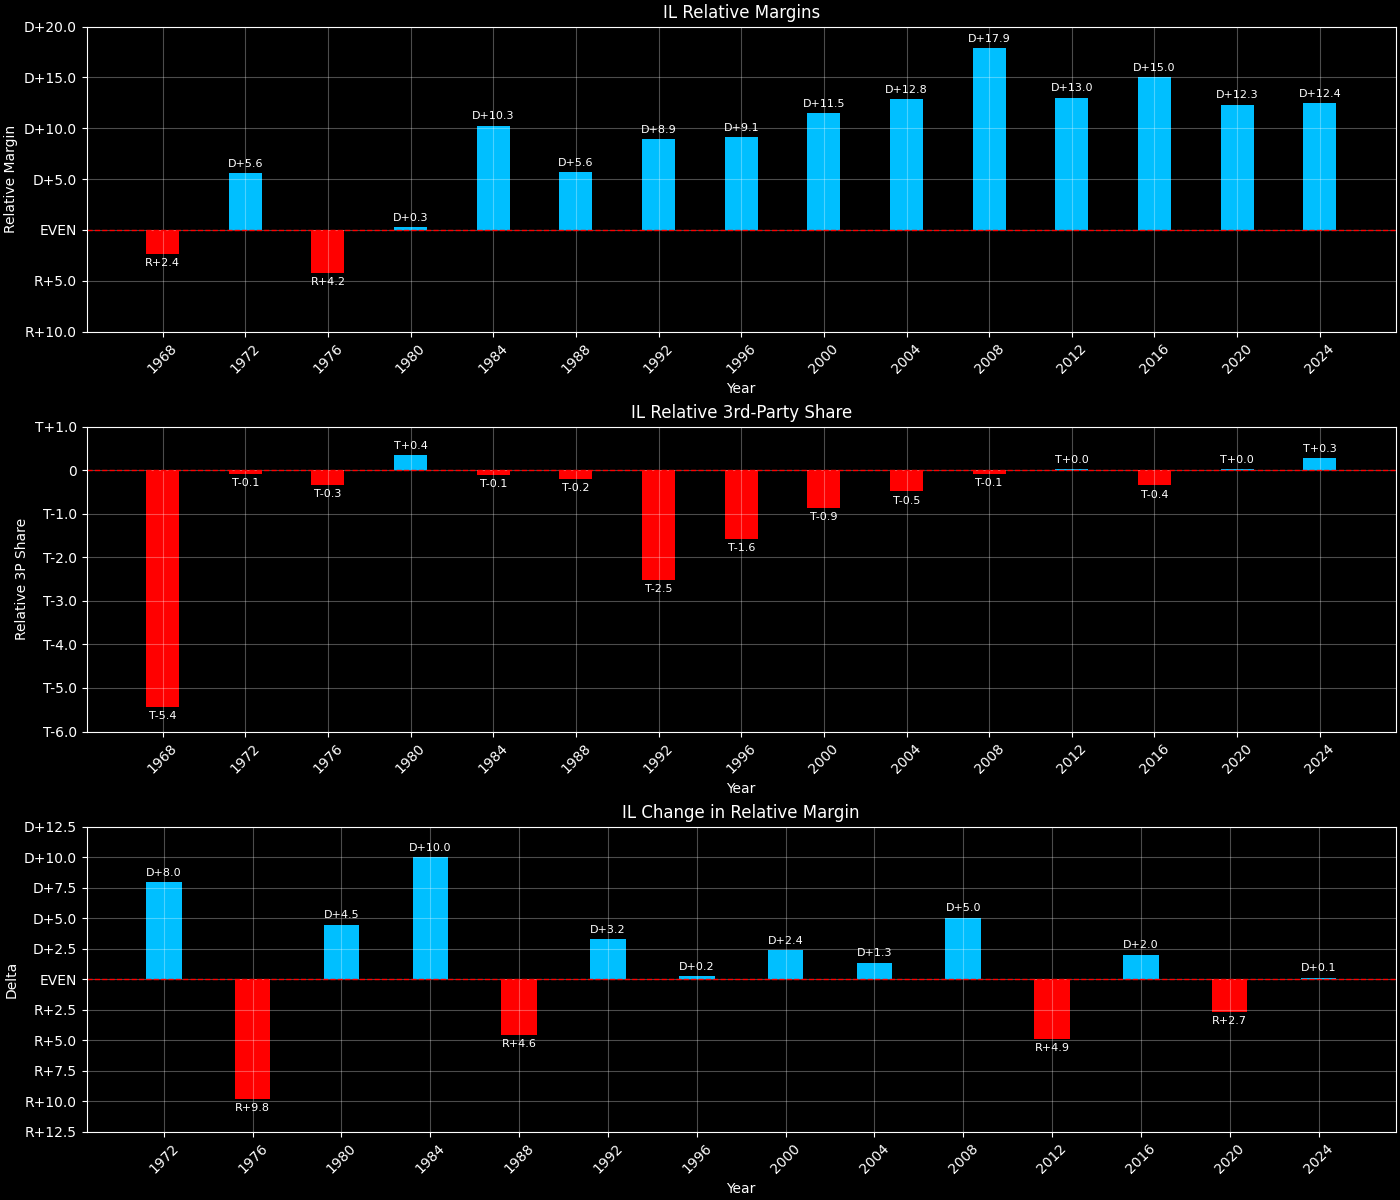 IL Relative Margins
D+20.0
D+15.0
D+10.0
D+5.0
EVEN
R+5.0
R+10.0
Relative Margin
R+2.4
D+5.6
R+4.2
D+0.3
D+10.3
D+5.6
D+8.9
D+9.1
D+11.5
D+12.8
D+17.9
D+13.0
D+15.0
D+12.3
D+12.4
1968 1972 1976 1980 1984 1988 1992 1996 2000 2004 2008 2012 2016 2020 2024
Year
IL Relative 3rd-Party Share
T+1.0
0
T-1.0
T-2.0
T-3.0
T-4.0
T-5.0
T-6.0
Relative 3P Share
T-5.4
T-0.1
T-0.3
T+0.4
T-0.1
T-0.2
T-2.5
T-1.6
T-0.9
T-0.5
T-0.1
T+0.0
T-0.4
T+0.0
T+0.3
1968 1972 1976 1980 1984 1988 1992 1996 2000 2004 2008 2012 2016 2020 2024
Year
IL Change in Relative Margin
D+12.5
D+10.0
D+7.5
D+5.0
D+2.5
EVEN
R+2.5
R+5.0
R+7.5
R+10.0
R+12.5
Delta
D+8.0
R+9.8
D+4.5
D+10.0
R+4.6
D+3.2
D+0.2
D+2.4
D+1.3
D+5.0
R+4.9
D+2.0
R+2.7
D+0.1
1972 1976 1980 1984 1988 1992 1996 2000 2004 2008 2012 2016 2020 2024
Year